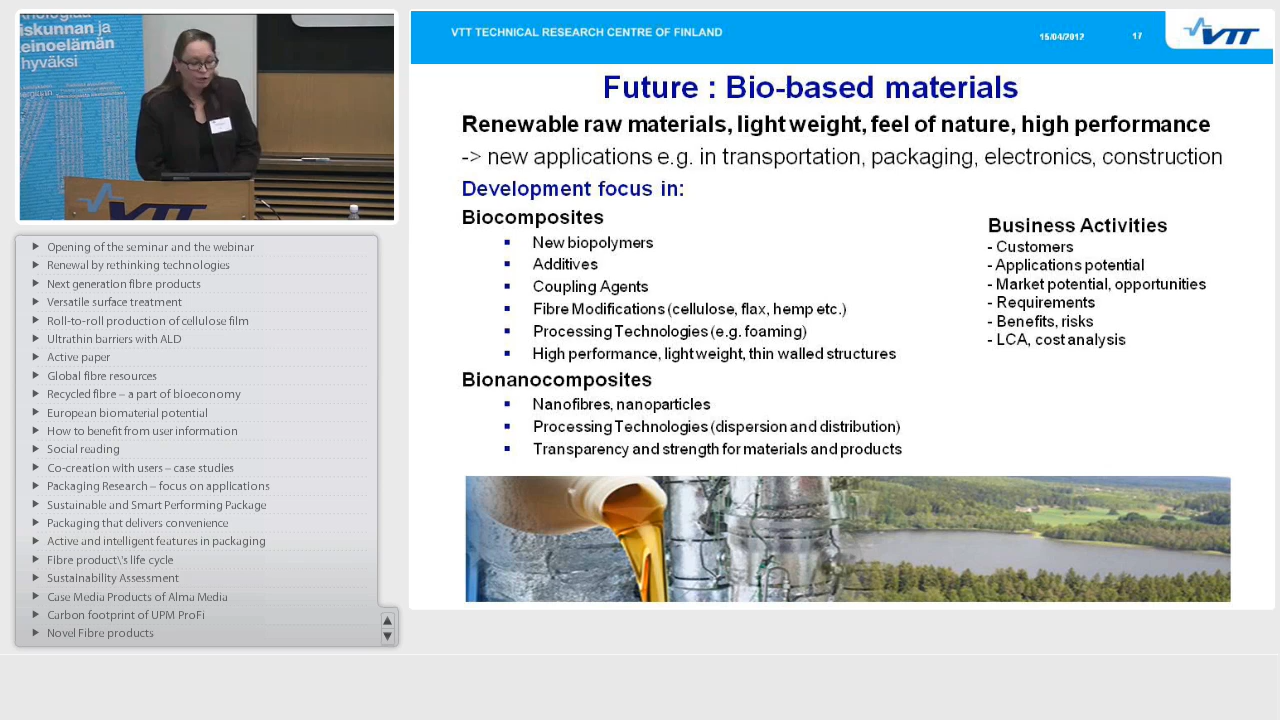 knologiaa
iskunnan ja
einoelämän
hyväksi
VTT
Opening of the seminar and the webinar
Renewal by rethinking technologies
Next generation fibre products
Versatile surface treatment
Roll-to-roll production of cellulose film
Ultrathin barriers with ALD
Active paper
Global fibre resources
Recycled fibre – a part of bloeconomy
European biomaterial potential
How to benefit from user information
Social reading
Co-creation with users – case studies
Packaging Research – focus on applications
Sustainable and Smart Performing Package
Packaging that delivers convenience
Active and intelligent features in packaging
Fibre product\'s life cycle
Sustainability Assessment
Case Media Products of Alma Media
Carbon footprint of UPM ProFi
Novel Fibre products
VTT TECHNICAL RESEARCH CENTRE OF FINLAND
15/04/2012
17
VTT
Future : Bio-based materials
Renewable raw materials, light weight, feel of nature, high performance
-> new applications e.g. in transportation, packaging, electronics, construction
Development focus in:
Biocomposites
New biopolymers
Additives
Coupling Agents
Fibre Modifications (cellulose, flax, hemp etc.)
Processing Technologies (e.g. foaming)
High performance, light weight, thin walled structures
Bionanocomposites
Nanofibres, nanoparticles
Processing Technologies (dispersion and distribution)
Transparency and strength for materials and products
Business Activities
- Customers
- Applications potential
- Market potential, opportunities
- Requirements
- Benefits, risks
- LCA, cost analysis